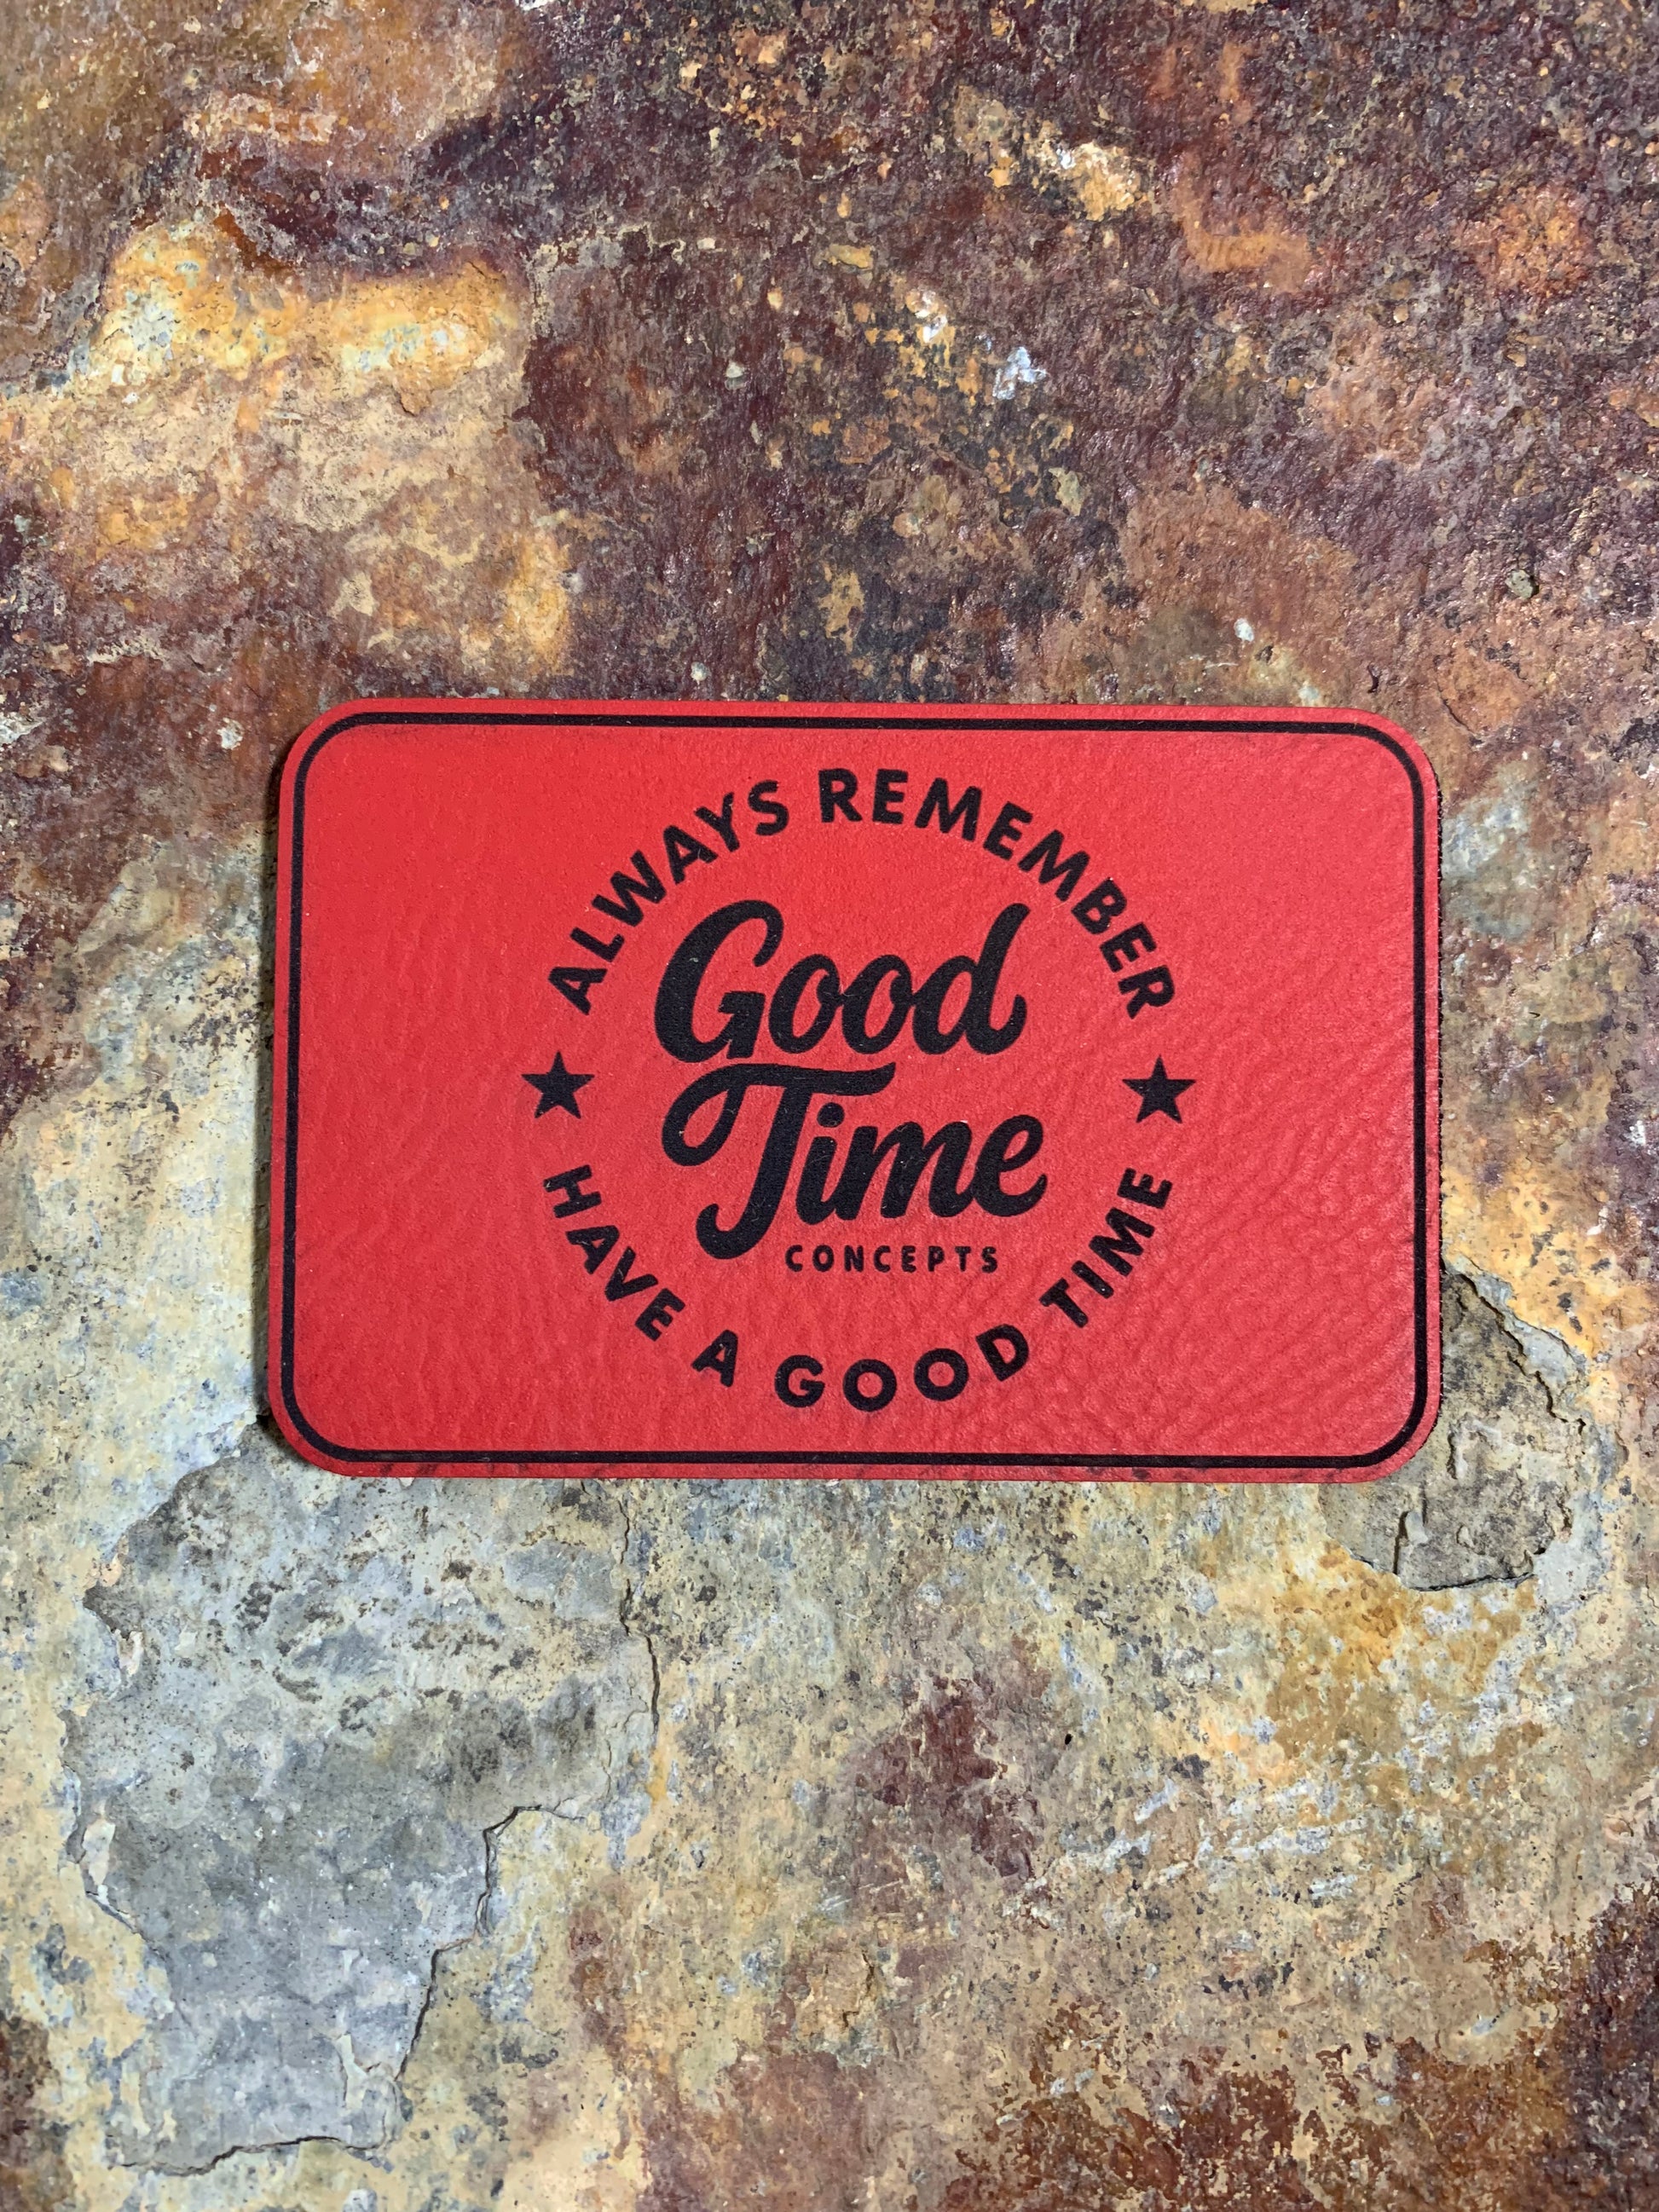 ALWAYS REMEMBER
Good
Time
CONCEPTS
HAVE A GOOD TIME